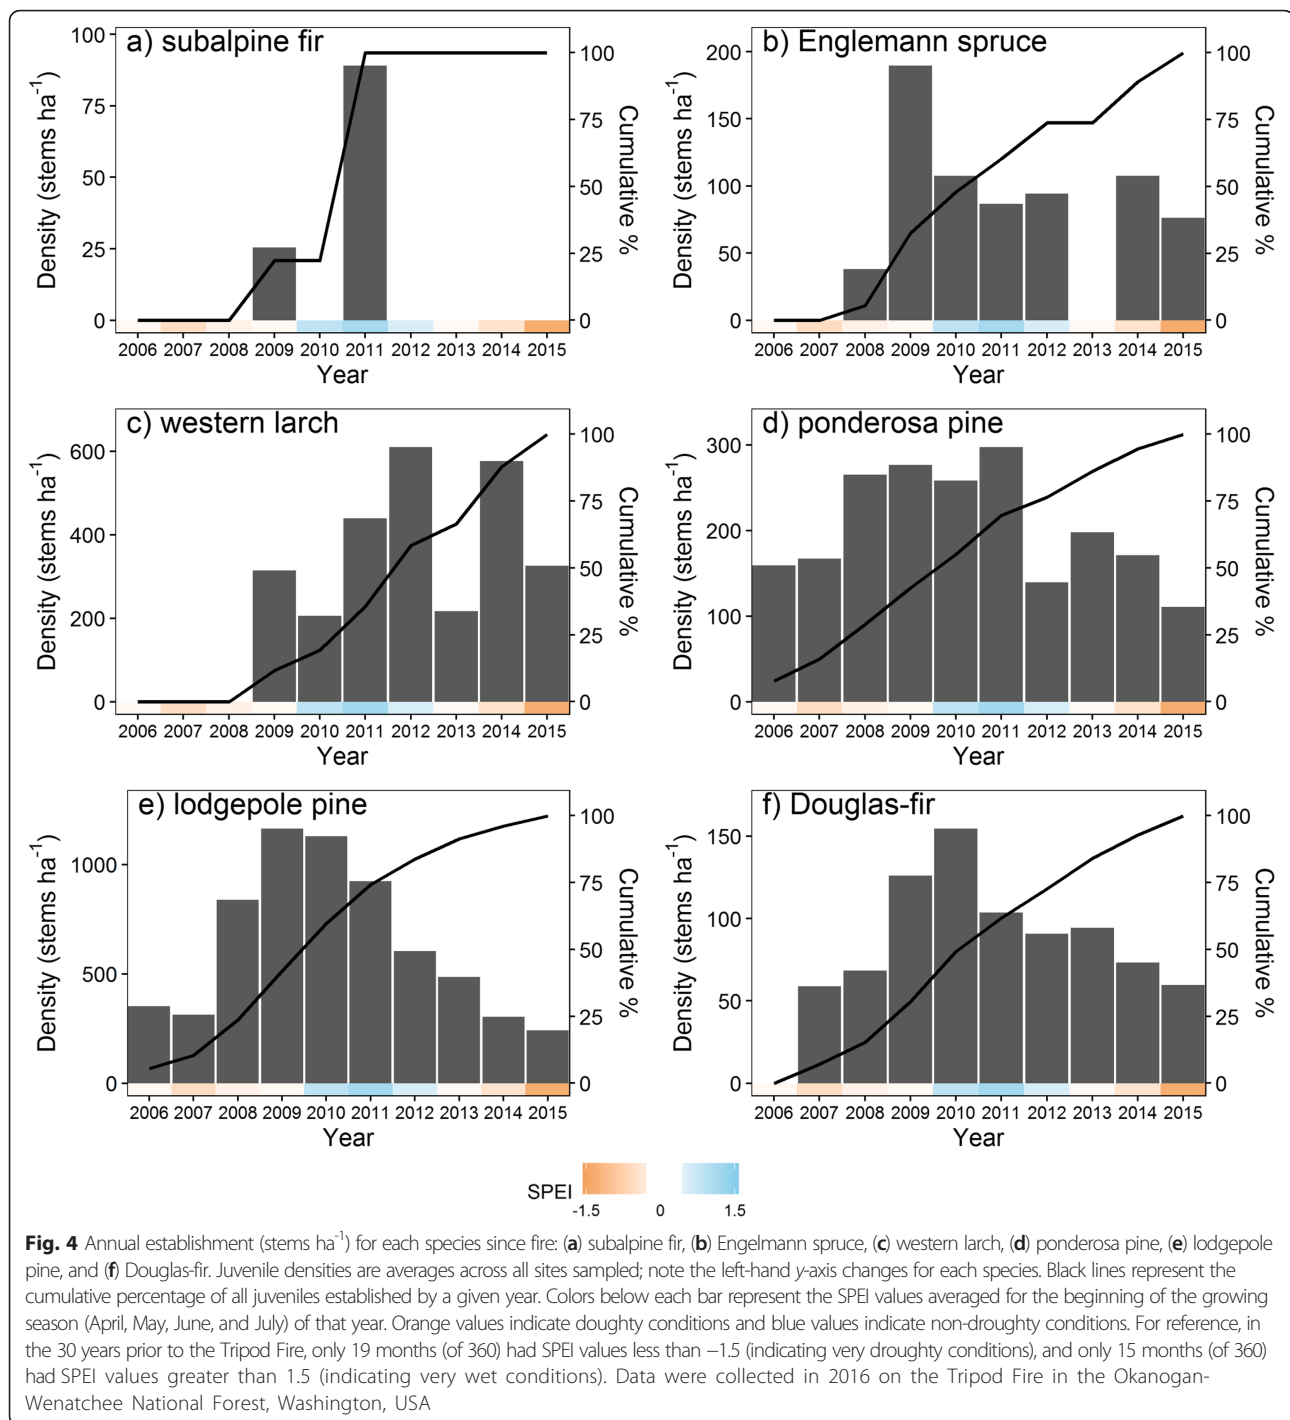 a) subalpine fir
Density (stems ha-1)
100
75
50
25
0
100
75
50
25
0
Cumulative %
2006 2007 2008 2009 2010 2011 2012 2013 2014 2015
Year
b) Englemann spruce
Density (stems ha-1)
200
150
100
50
0
100
75
50
25
0
Cumulative %
2006 2007 2008 2009 2010 2011 2012 2013 2014 2015
Year
c) western larch
Density (stems ha-1)
600
400
200
0
100
75
50
25
0
Cumulative %
2006 2007 2008 2009 2010 2011 2012 2013 2014 2015
Year
d) ponderosa pine
Density (stems ha-1)
300
200
100
0
100
75
50
25
0
Cumulative %
2006 2007 2008 2009 2010 2011 2012 2013 2014 2015
Year
e) lodgepole pine
Density (stems ha-1)
1000
500
0
100
75
50
25
0
Cumulative %
2006 2007 2008 2009 2010 2011 2012 2013 2014 2015
Year
f) Douglas-fir
Density (stems ha-1)
150
100
50
0
100
75
50
25
0
Cumulative %
2006 2007 2008 2009 2010 2011 2012 2013 2014 2015
Year
SPEI
-1.5 0 1.5
Fig. 4 Annual establishment (stems ha-1) for each species since fire: (a) subalpine fir, (b) Engelmann spruce, (c) western larch, (d) ponderosa pine, (e) lodgepole
pine, and (f) Douglas-fir. Juvenile densities are averages across all sites sampled; note the left-hand y-axis changes for each species. Black lines represent the
cumulative percentage of all juveniles established by a given year. Colors below each bar represent the SPEI values averaged for the beginning of the growing
season (April, May, June, and July) of that year. Orange values indicate doughty conditions and blue values indicate non-droughty conditions. For reference, in
the 30 years prior to the Tripod Fire, only 19 months (of 360) had SPEI values less than −1.5 (indicating very droughty conditions), and only 15 months (of 360)
had SPEI values greater than 1.5 (indicating very wet conditions). Data were collected in 2016 on the Tripod Fire in the Okanogan-
Wenatchee National Forest, Washington, USA